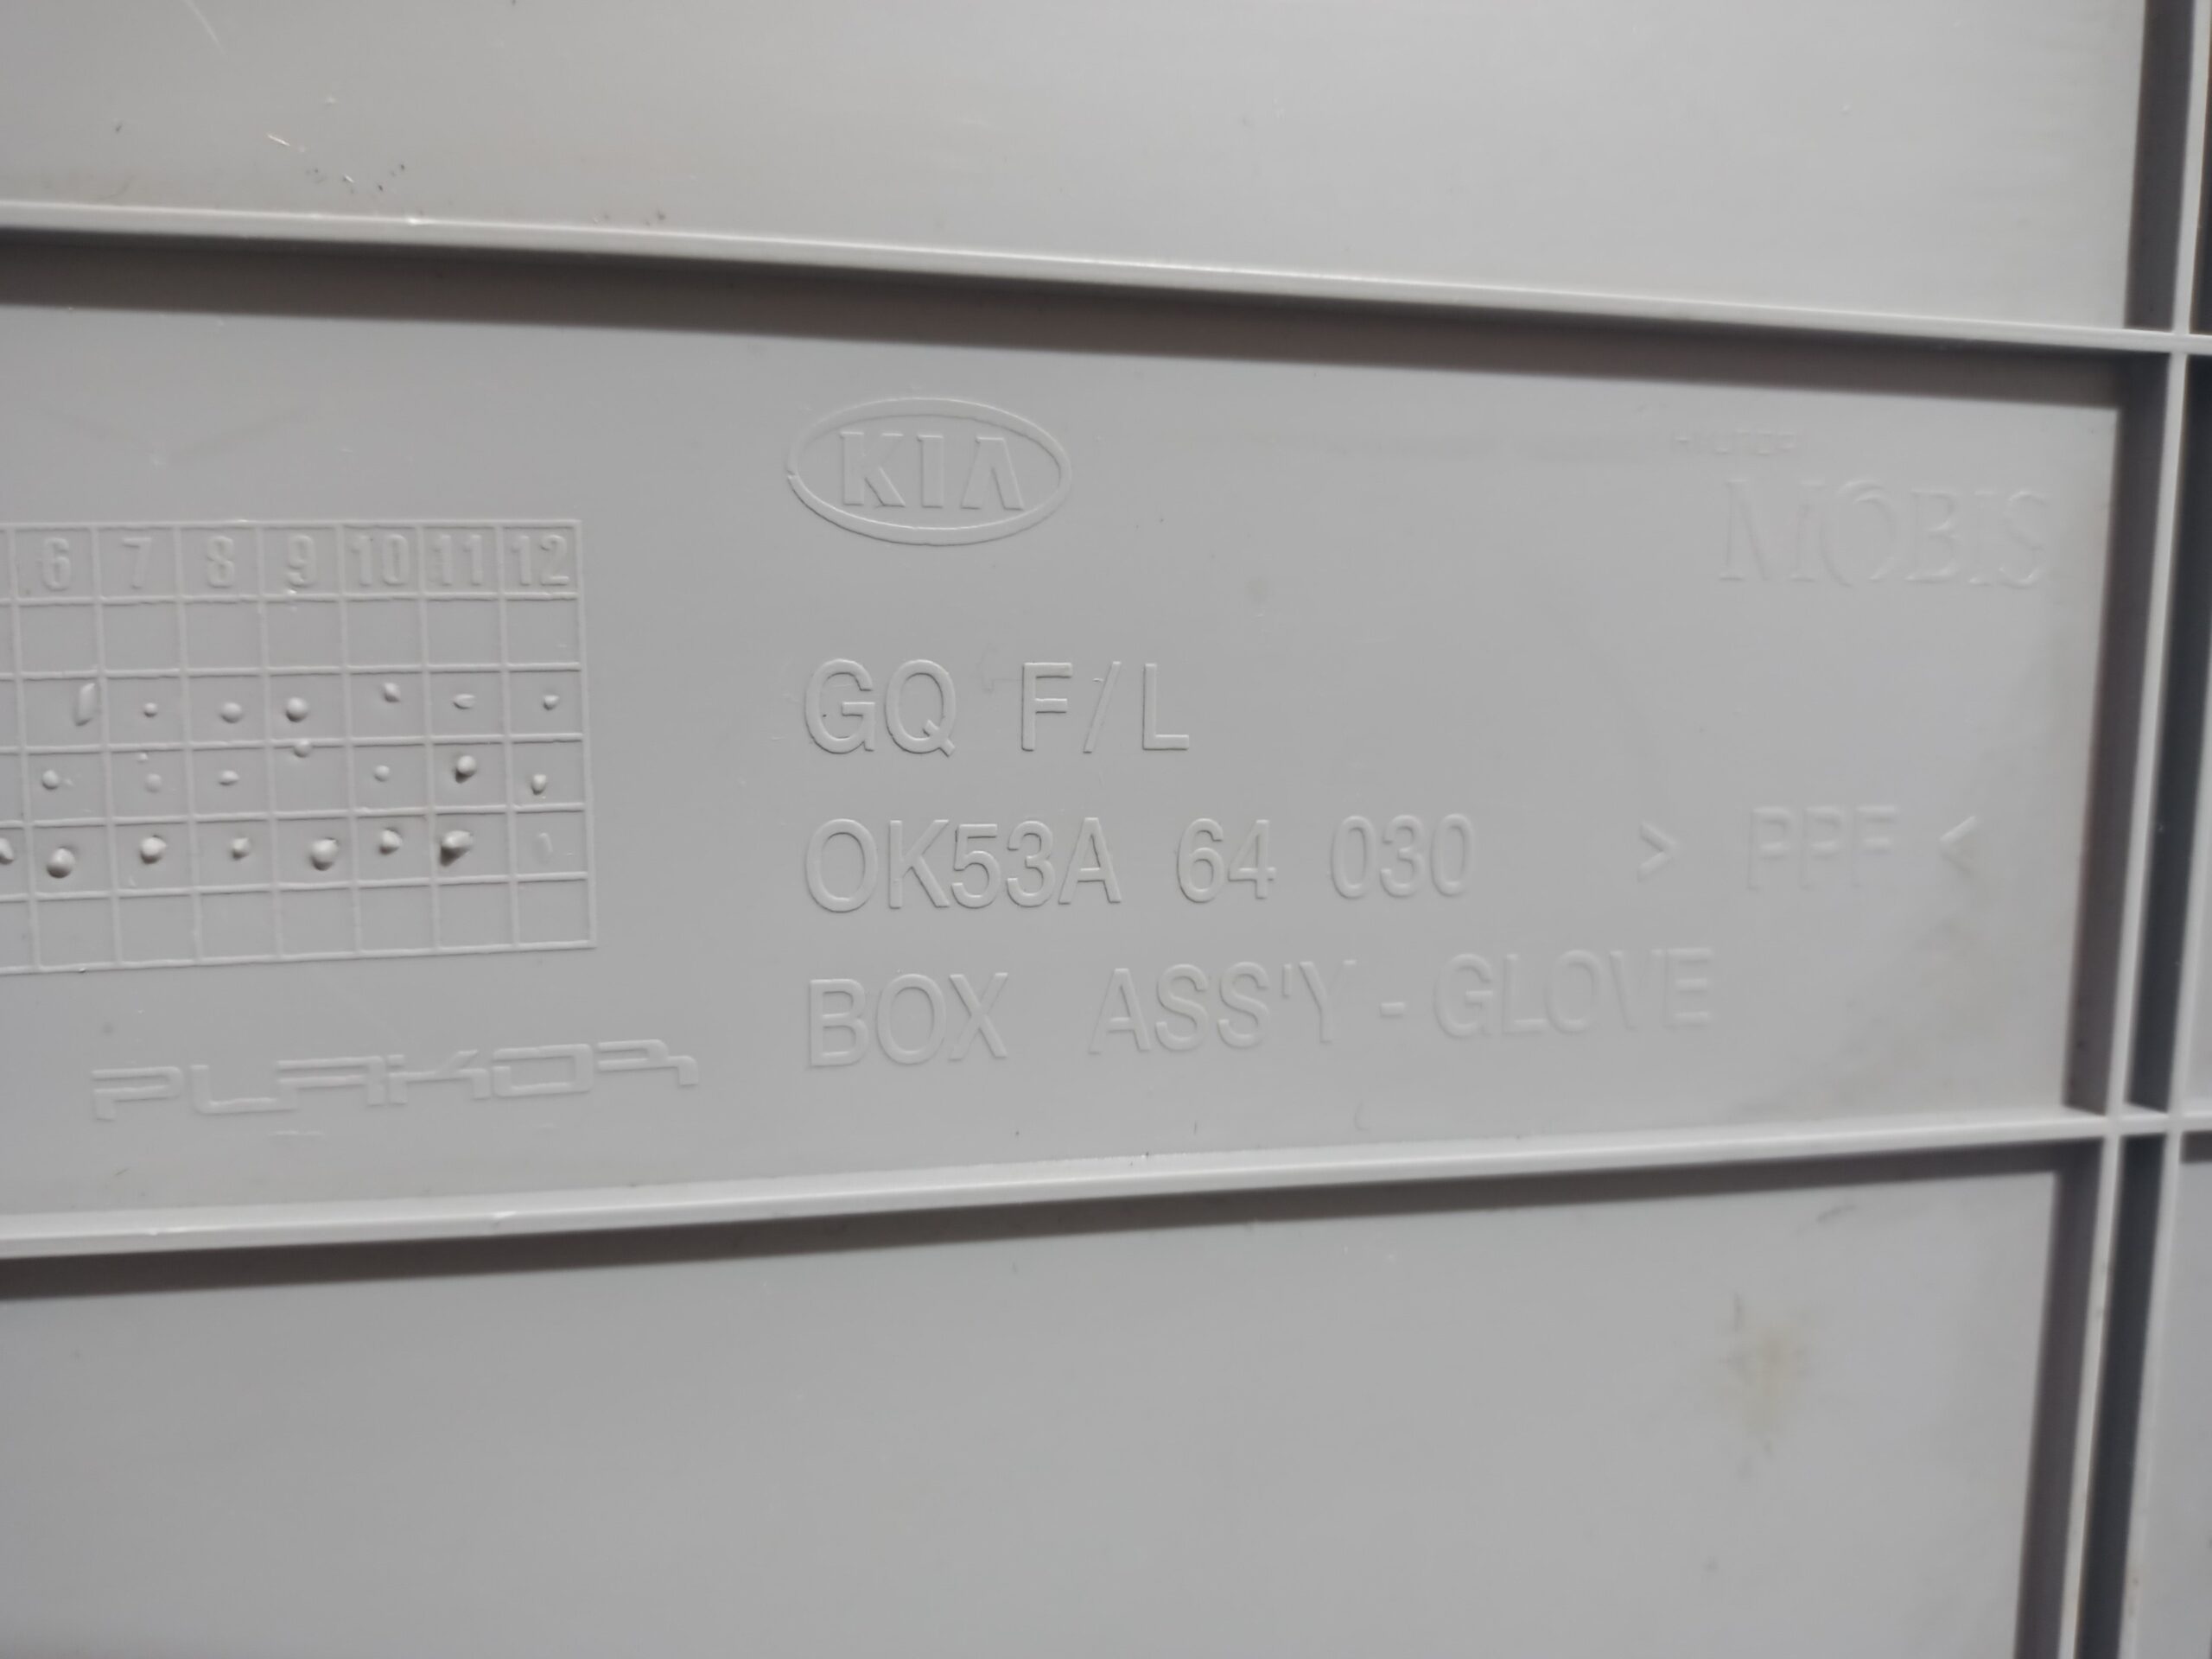 KIA
MOBIS
6 7 8 9 10 11 12
GQ F/L
OK53A 64 030 > PPF <
BOX ASS'Y - GLOVE
PLAKOR